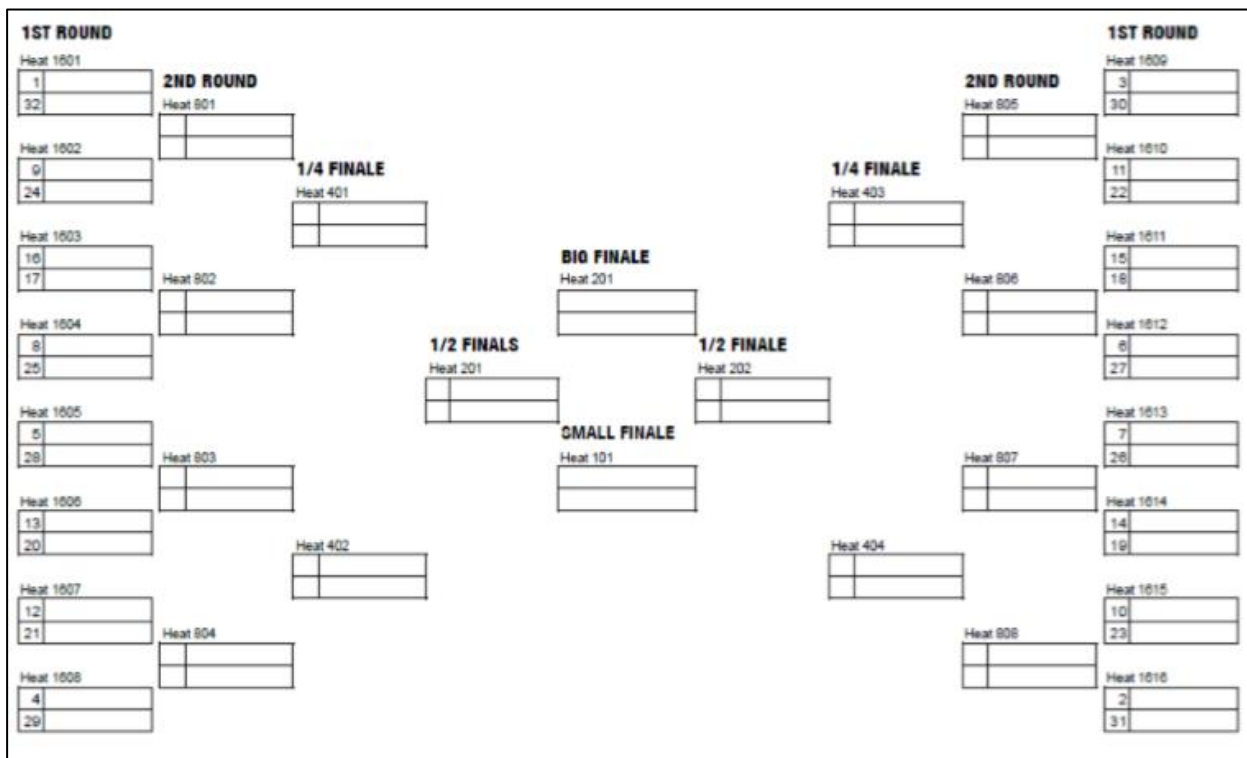 1ST ROUND
Heat 1601
1
32
Heat 1602
9
24
Heat 1603
16
17
Heat 1604
8
25
Heat 1605
5
28
Heat 1606
13
20
Heat 1607
12
21
Heat 1608
4
29
2ND ROUND
Heat 801
Heat 802
Heat 803
Heat 804
1/4 FINALE
Heat 401
Heat 402
1/2 FINALS
Heat 201
BIG FINALE
Heat 201
SMALL FINALE
Heat 101
1/2 FINALE
Heat 202
1/4 FINALE
Heat 403
Heat 404
2ND ROUND
Heat 805
Heat 806
Heat 807
Heat 808
1ST ROUND
Heat 1609
3
30
Heat 1610
11
22
Heat 1611
15
18
Heat 1612
6
27
Heat 1613
7
26
Heat 1614
14
19
Heat 1615
10
23
Heat 1616
2
31